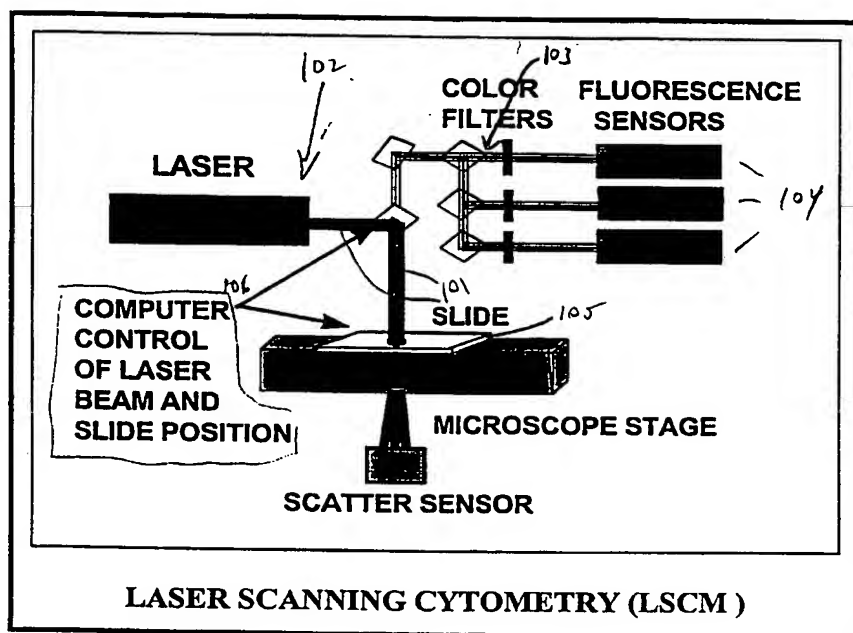 102
103
COLOR
FILTERS
FLUORESCENCE
SENSORS
LASER
104
106
101
COMPUTER
CONTROL
OF LASER
BEAM AND
SLIDE POSITION
SLIDE
105
MICROSCOPE STAGE
SCATTER SENSOR
LASER SCANNING CYTOMETRY (LSCM )